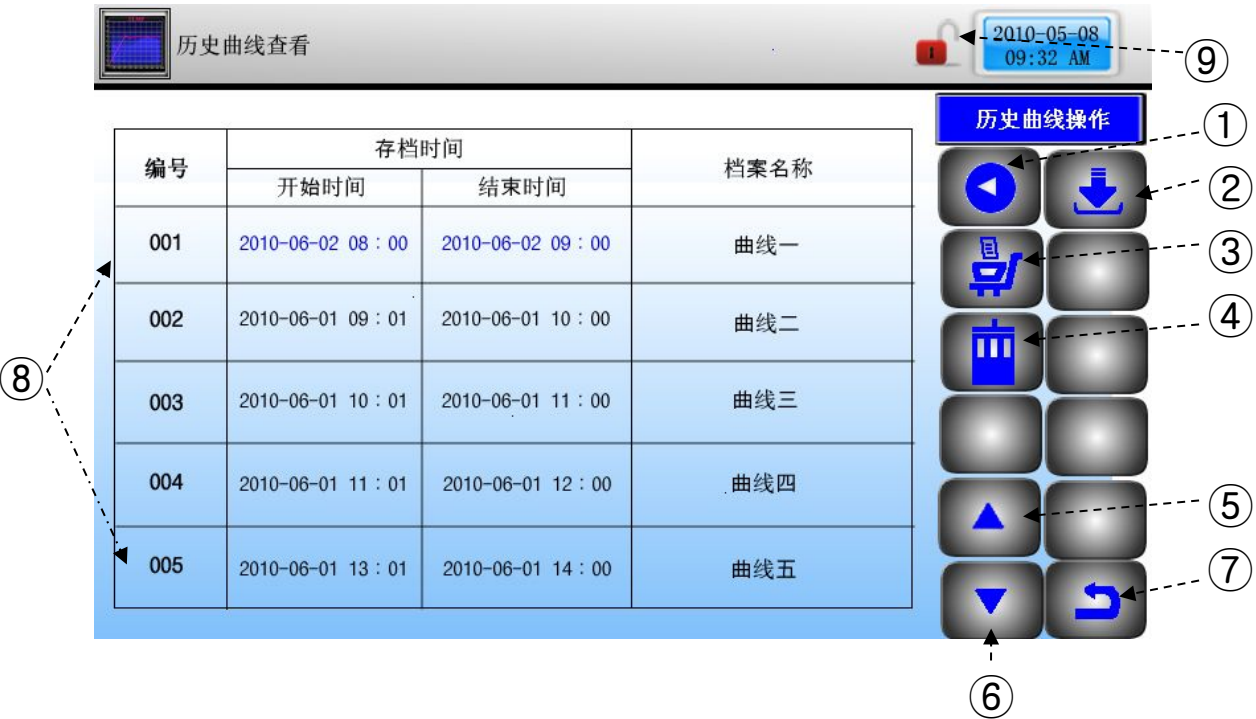 历史曲线查看
2010-05-08
09:32 AM
⑨
历史曲线操作
①
②
③
④
⑤
⑦
⑥
⑧
编号 存档时间 档案名称
开始时间 结束时间
001 2010-06-02 08：00 2010-06-02 09：00 曲线一
002 2010-06-01 09：01 2010-06-01 10：00 曲线二
003 2010-06-01 10：01 2010-06-01 11：00 曲线三
004 2010-06-01 11：01 2010-06-01 12：00 曲线四
005 2010-06-01 13：01 2010-06-01 14：00 曲线五